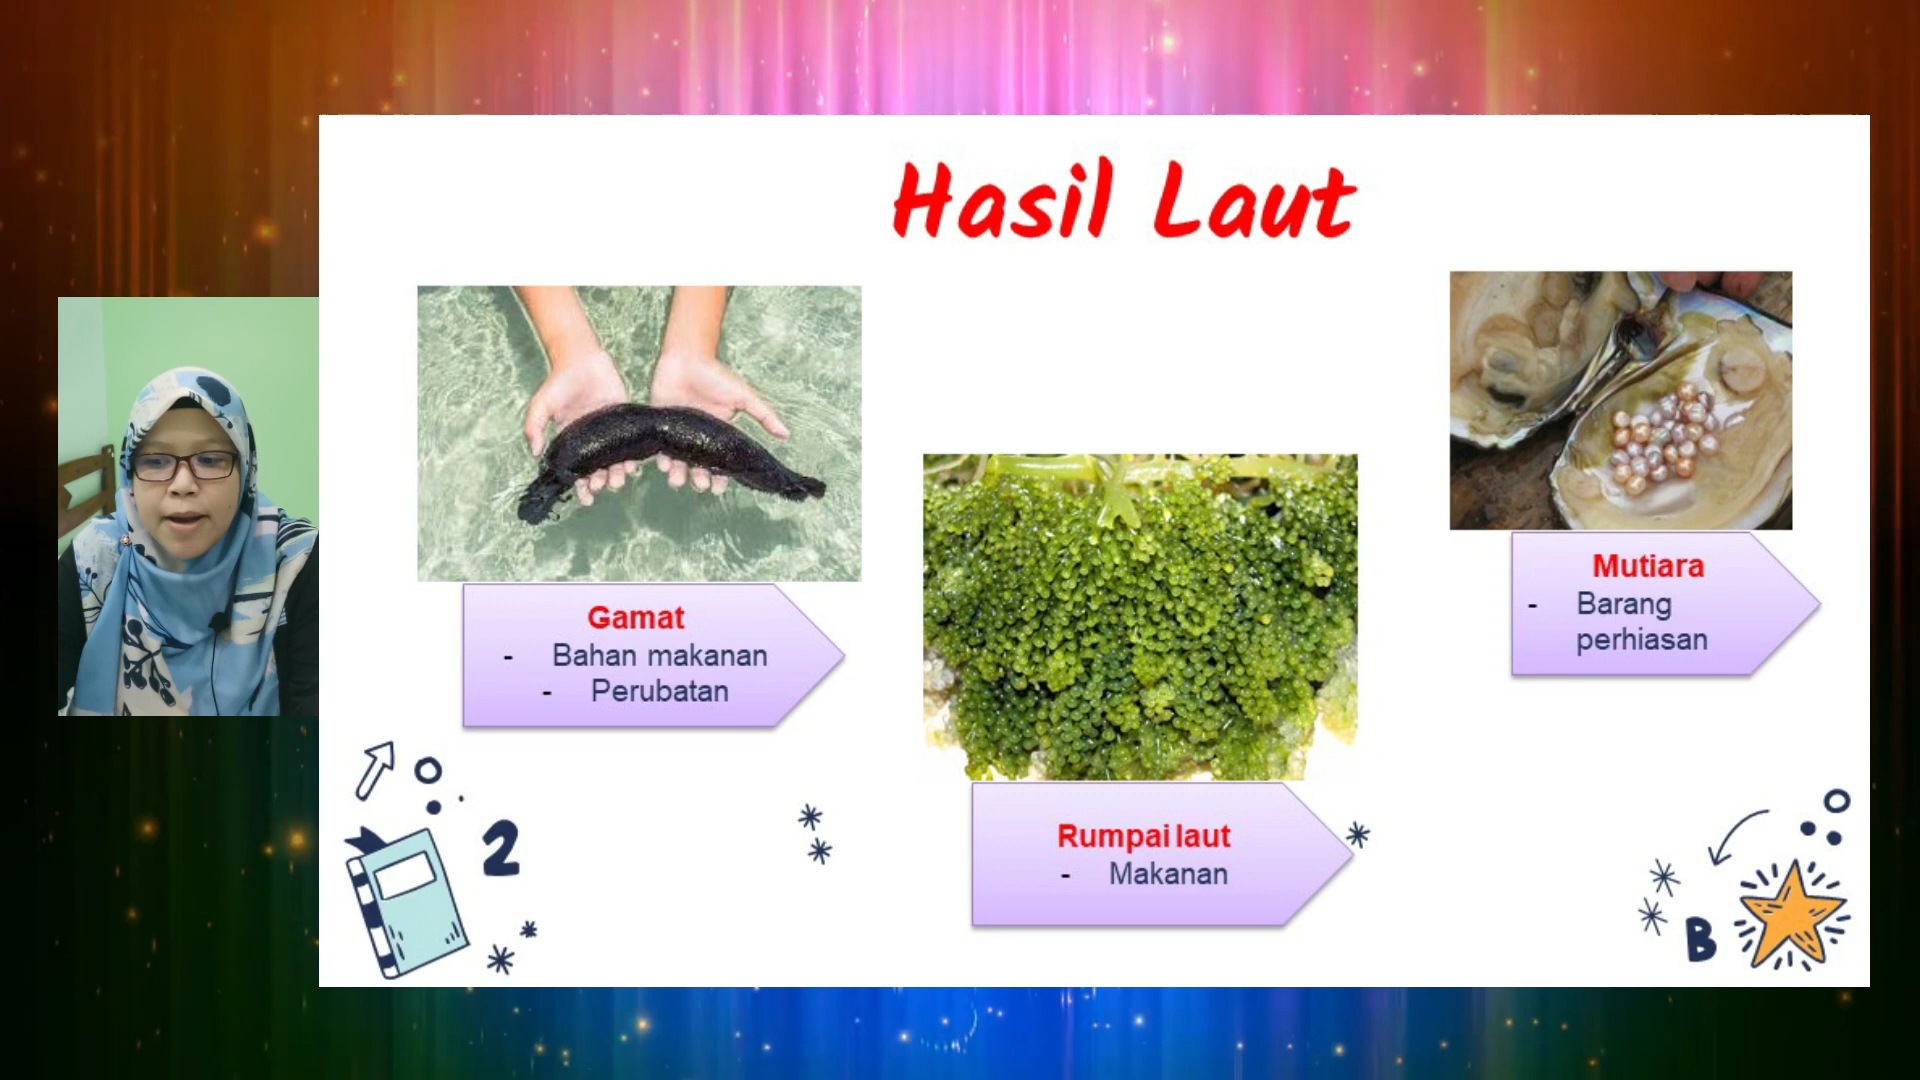 Hasil Laut
Gamat
- Bahan makanan
- Perubatan
Rumpai laut
- Makanan
Mutiara
- Barang
perhiasan
2
B